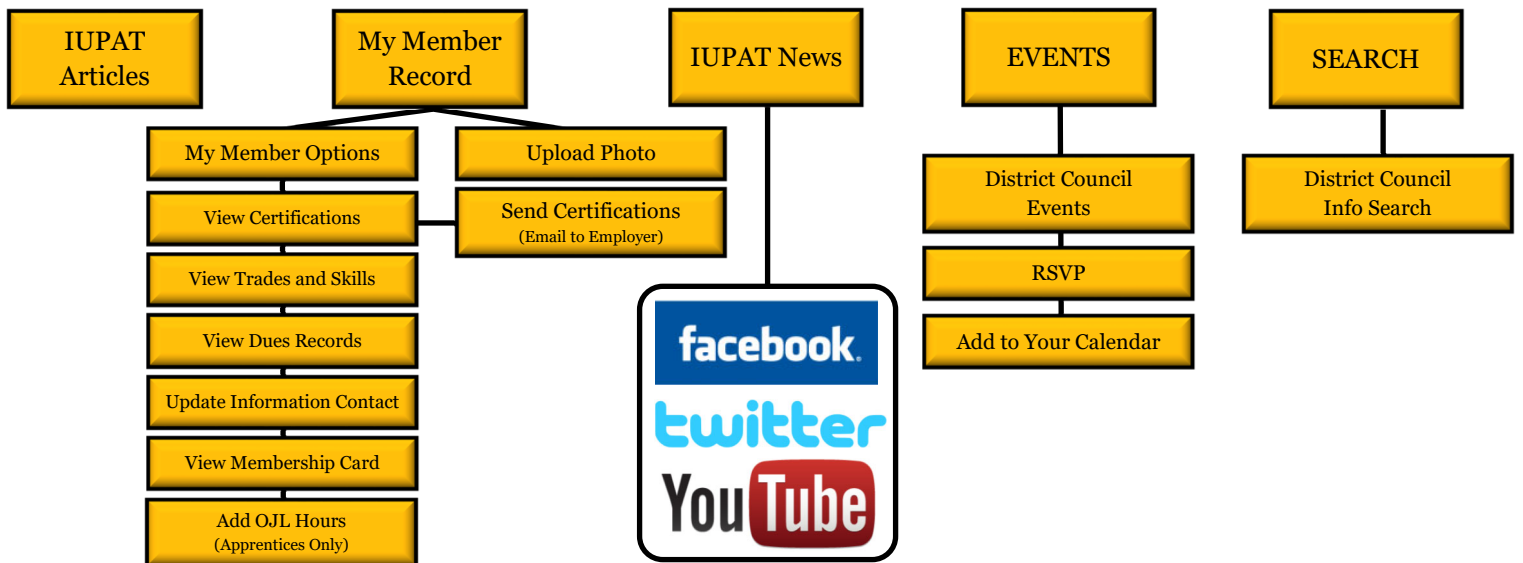 IUPAT
Articles
My Member
Record
IUPAT News
EVENTS
SEARCH
My Member Options
Upload Photo
View Certifications
Send Certifications
(Email to Employer)
View Trades and Skills
View Dues Records
Update Information Contact
View Membership Card
Add OJL Hours
(Apprentices Only)
facebook.
twitter
YouTube
District Council
Events
RSVP
Add to Your Calendar
District Council
Info Search